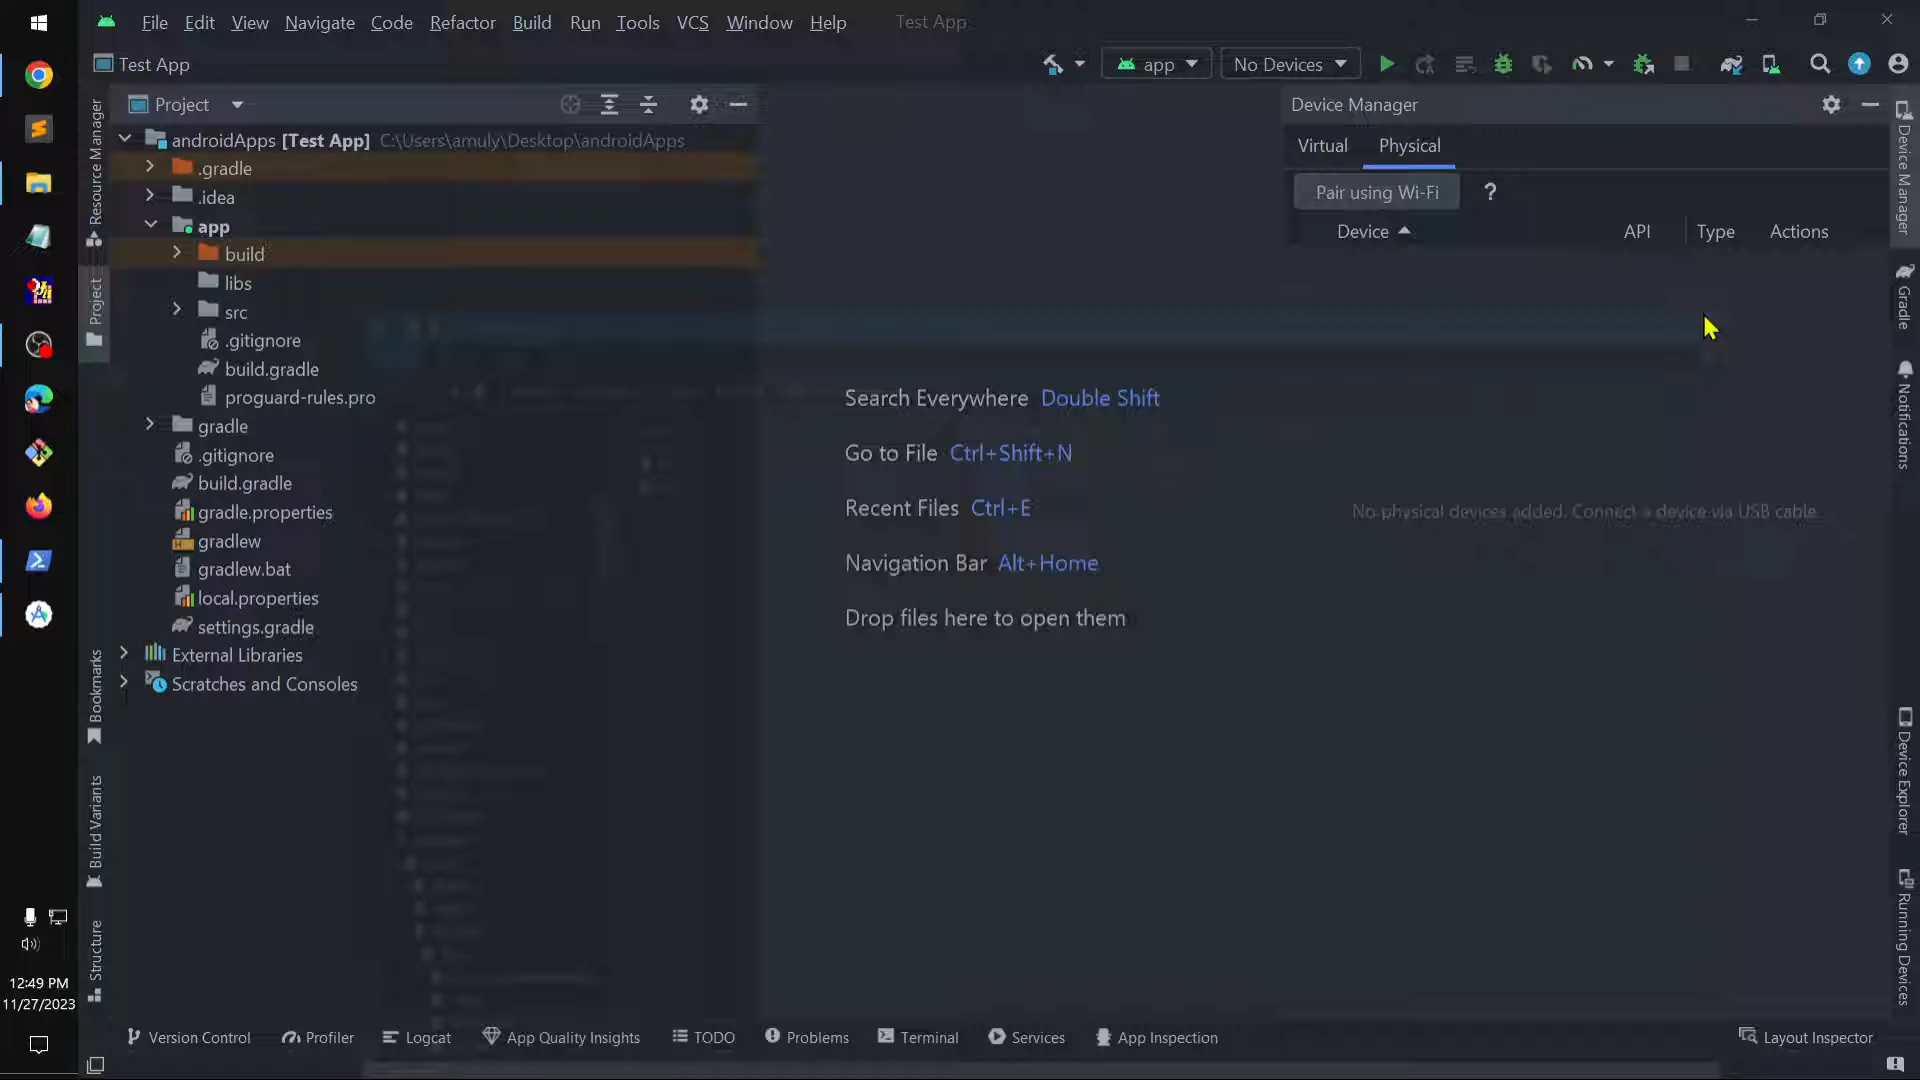 File Edit View Navigate Code Refactor Build Run Tools VCS Window Help Test App
Test App
app
No Devices
Project
androidApps [Test App] C:\Users\amuly\Desktop\androidApps
.gradle
.idea
app
build
libs
src
.gitignore
build.gradle
proguard-rules.pro
gradle
.gitignore
build.gradle
gradle.properties
gradlew
gradlew.bat
local.properties
settings.gradle
External Libraries
Scratches and Consoles
Search Everywhere Double Shift
Go to File Ctrl+Shift+N
Recent Files Ctrl+E
Navigation Bar Alt+Home
Drop files here to open them
Device Manager
Virtual Physical
Pair using Wi-Fi ?
Device API Type Actions
No physical devices added. Connect a device via USB cable.
Resource Manager
Project
Bookmarks
Build Variants
Structure
Device Manager
Gradle
Notifications
Device Explorer
Running Devices
12:49 PM
11/27/2023
Version Control Profiler Logcat App Quality Insights TODO Problems Terminal Services App Inspection Layout Inspector